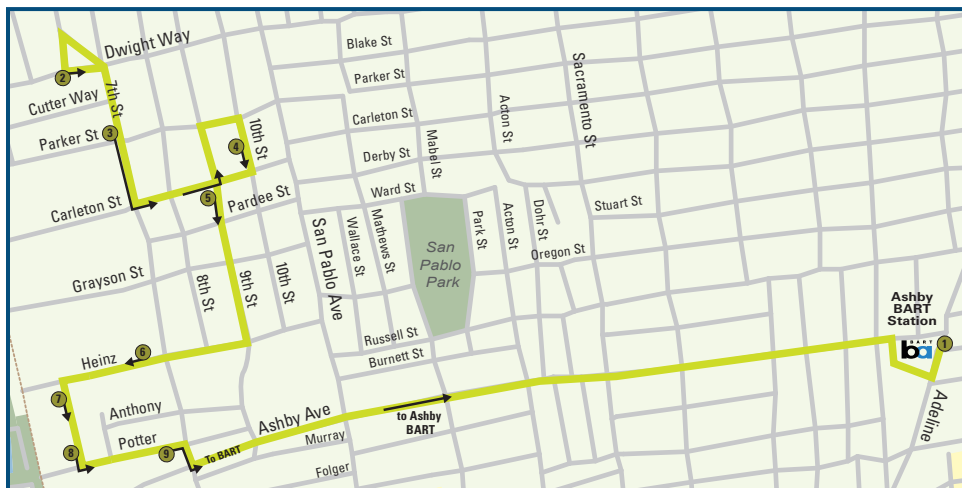 Dwight Way
2
Cutter Way
7th St
Parker St
3
10th St
4
Carleton St
5
Pardee St
Grayson St
8th St
9th St
10th St
Heinz
6
7
Anthony
8
Potter
9
To BART
Ashby Ave
Murray
Folger
to Ashby
BART
Blake St
Parker St
Carleton St
Derby St
Ward St
Mabel St
Acton St
Sacramento St
Stuart St
San Pablo Ave
Wallace St
Mathews St
San
Pablo
Park
Park St
Acton St
Dohr St
Oregon St
Russell St
Burnett St
Ashby
BART
Station
BART
ba
1
Adeline